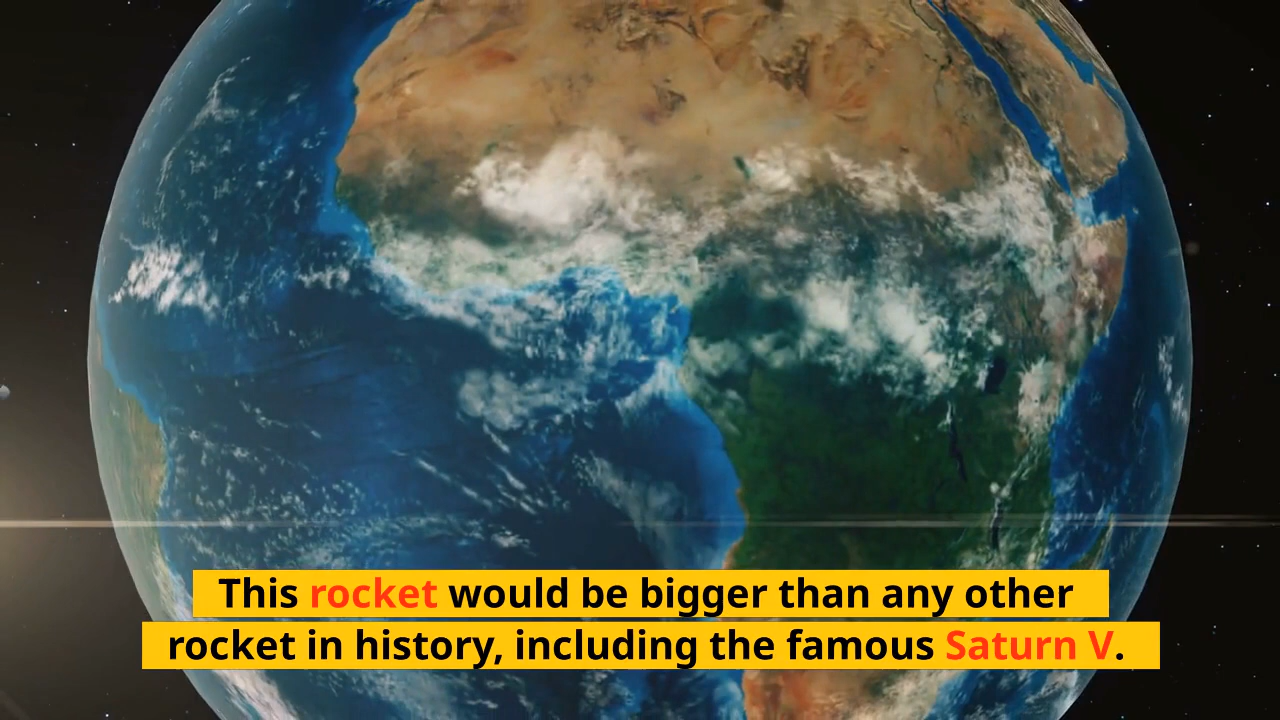 This rocket would be bigger than any other
rocket in history, including the famous Saturn V.